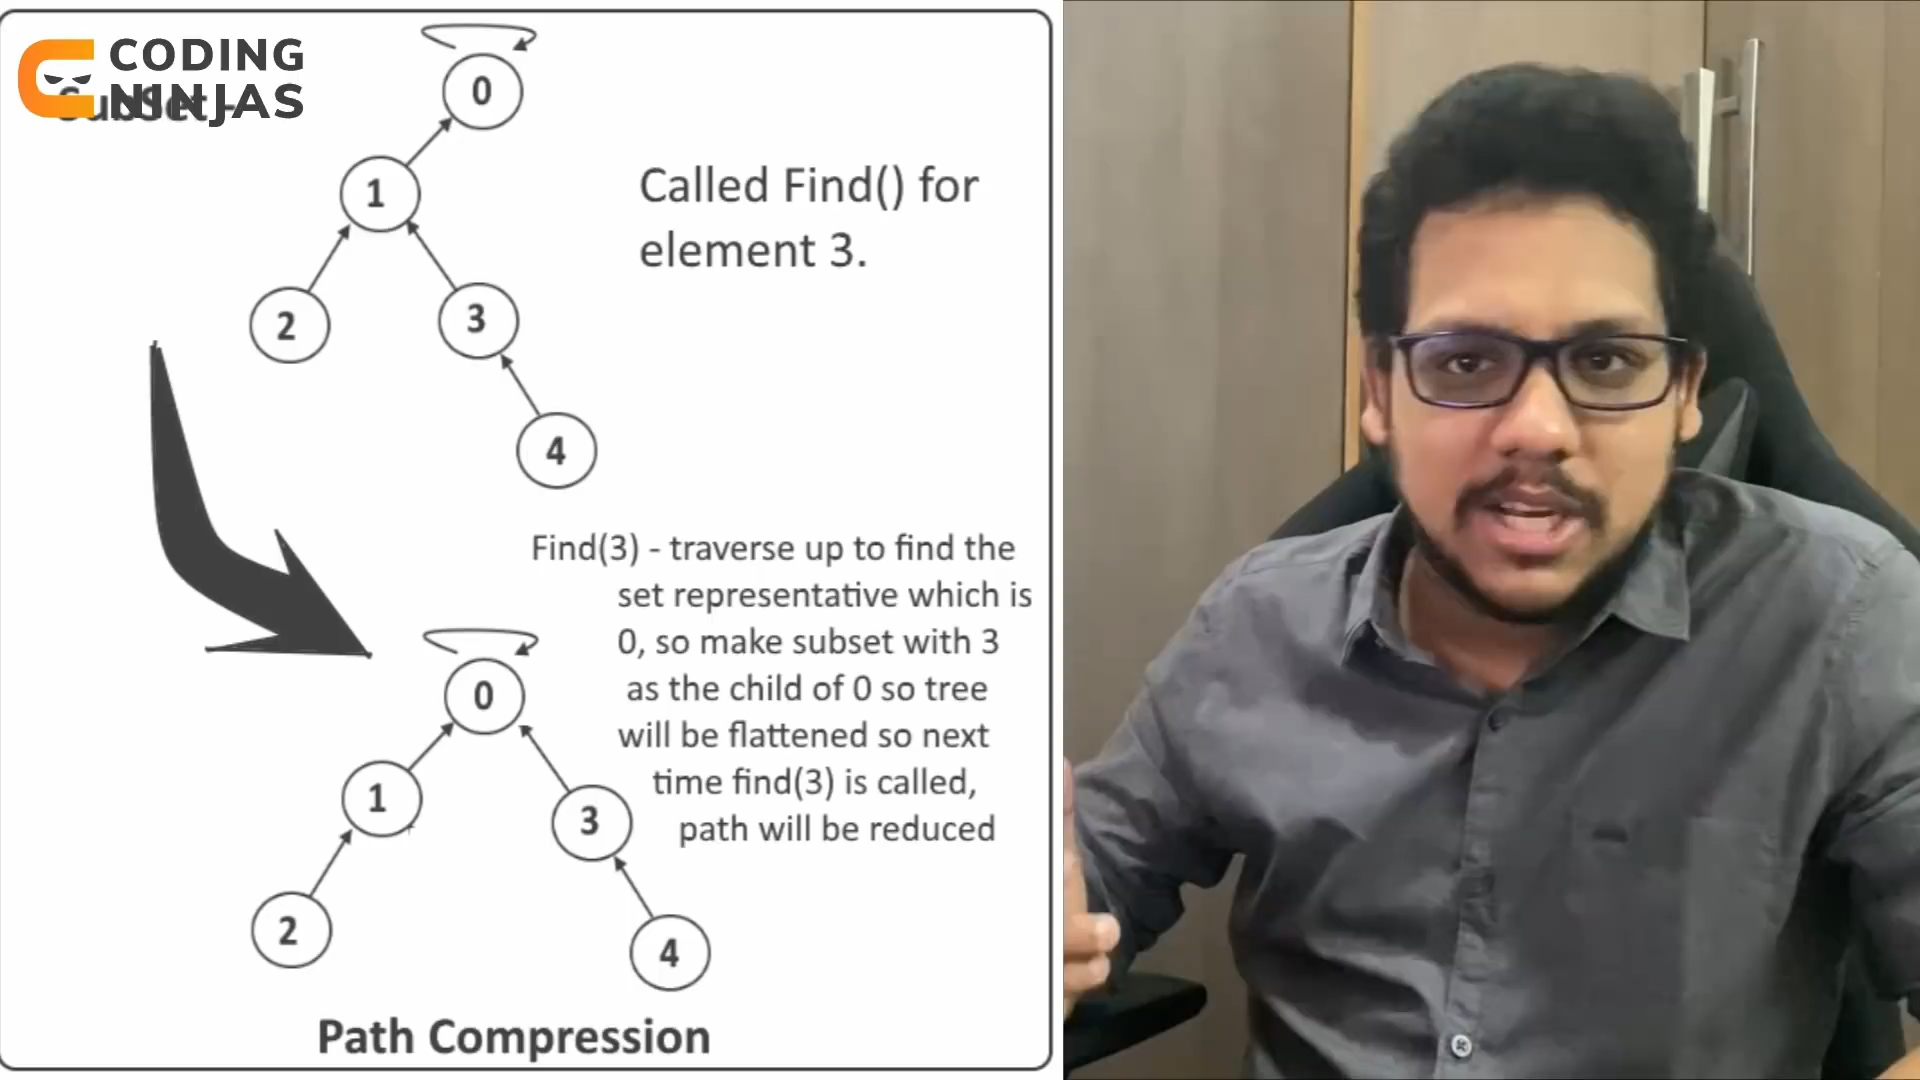 CODING
NINJAS
SubSet -
0
1
2
3
4
Called Find() for
element 3.
Find(3) - traverse up to find the
set representative which is
0, so make subset with 3
as the child of 0 so tree
will be flattened so next
time find(3) is called,
path will be reduced
0
1
3
2
4
Path Compression